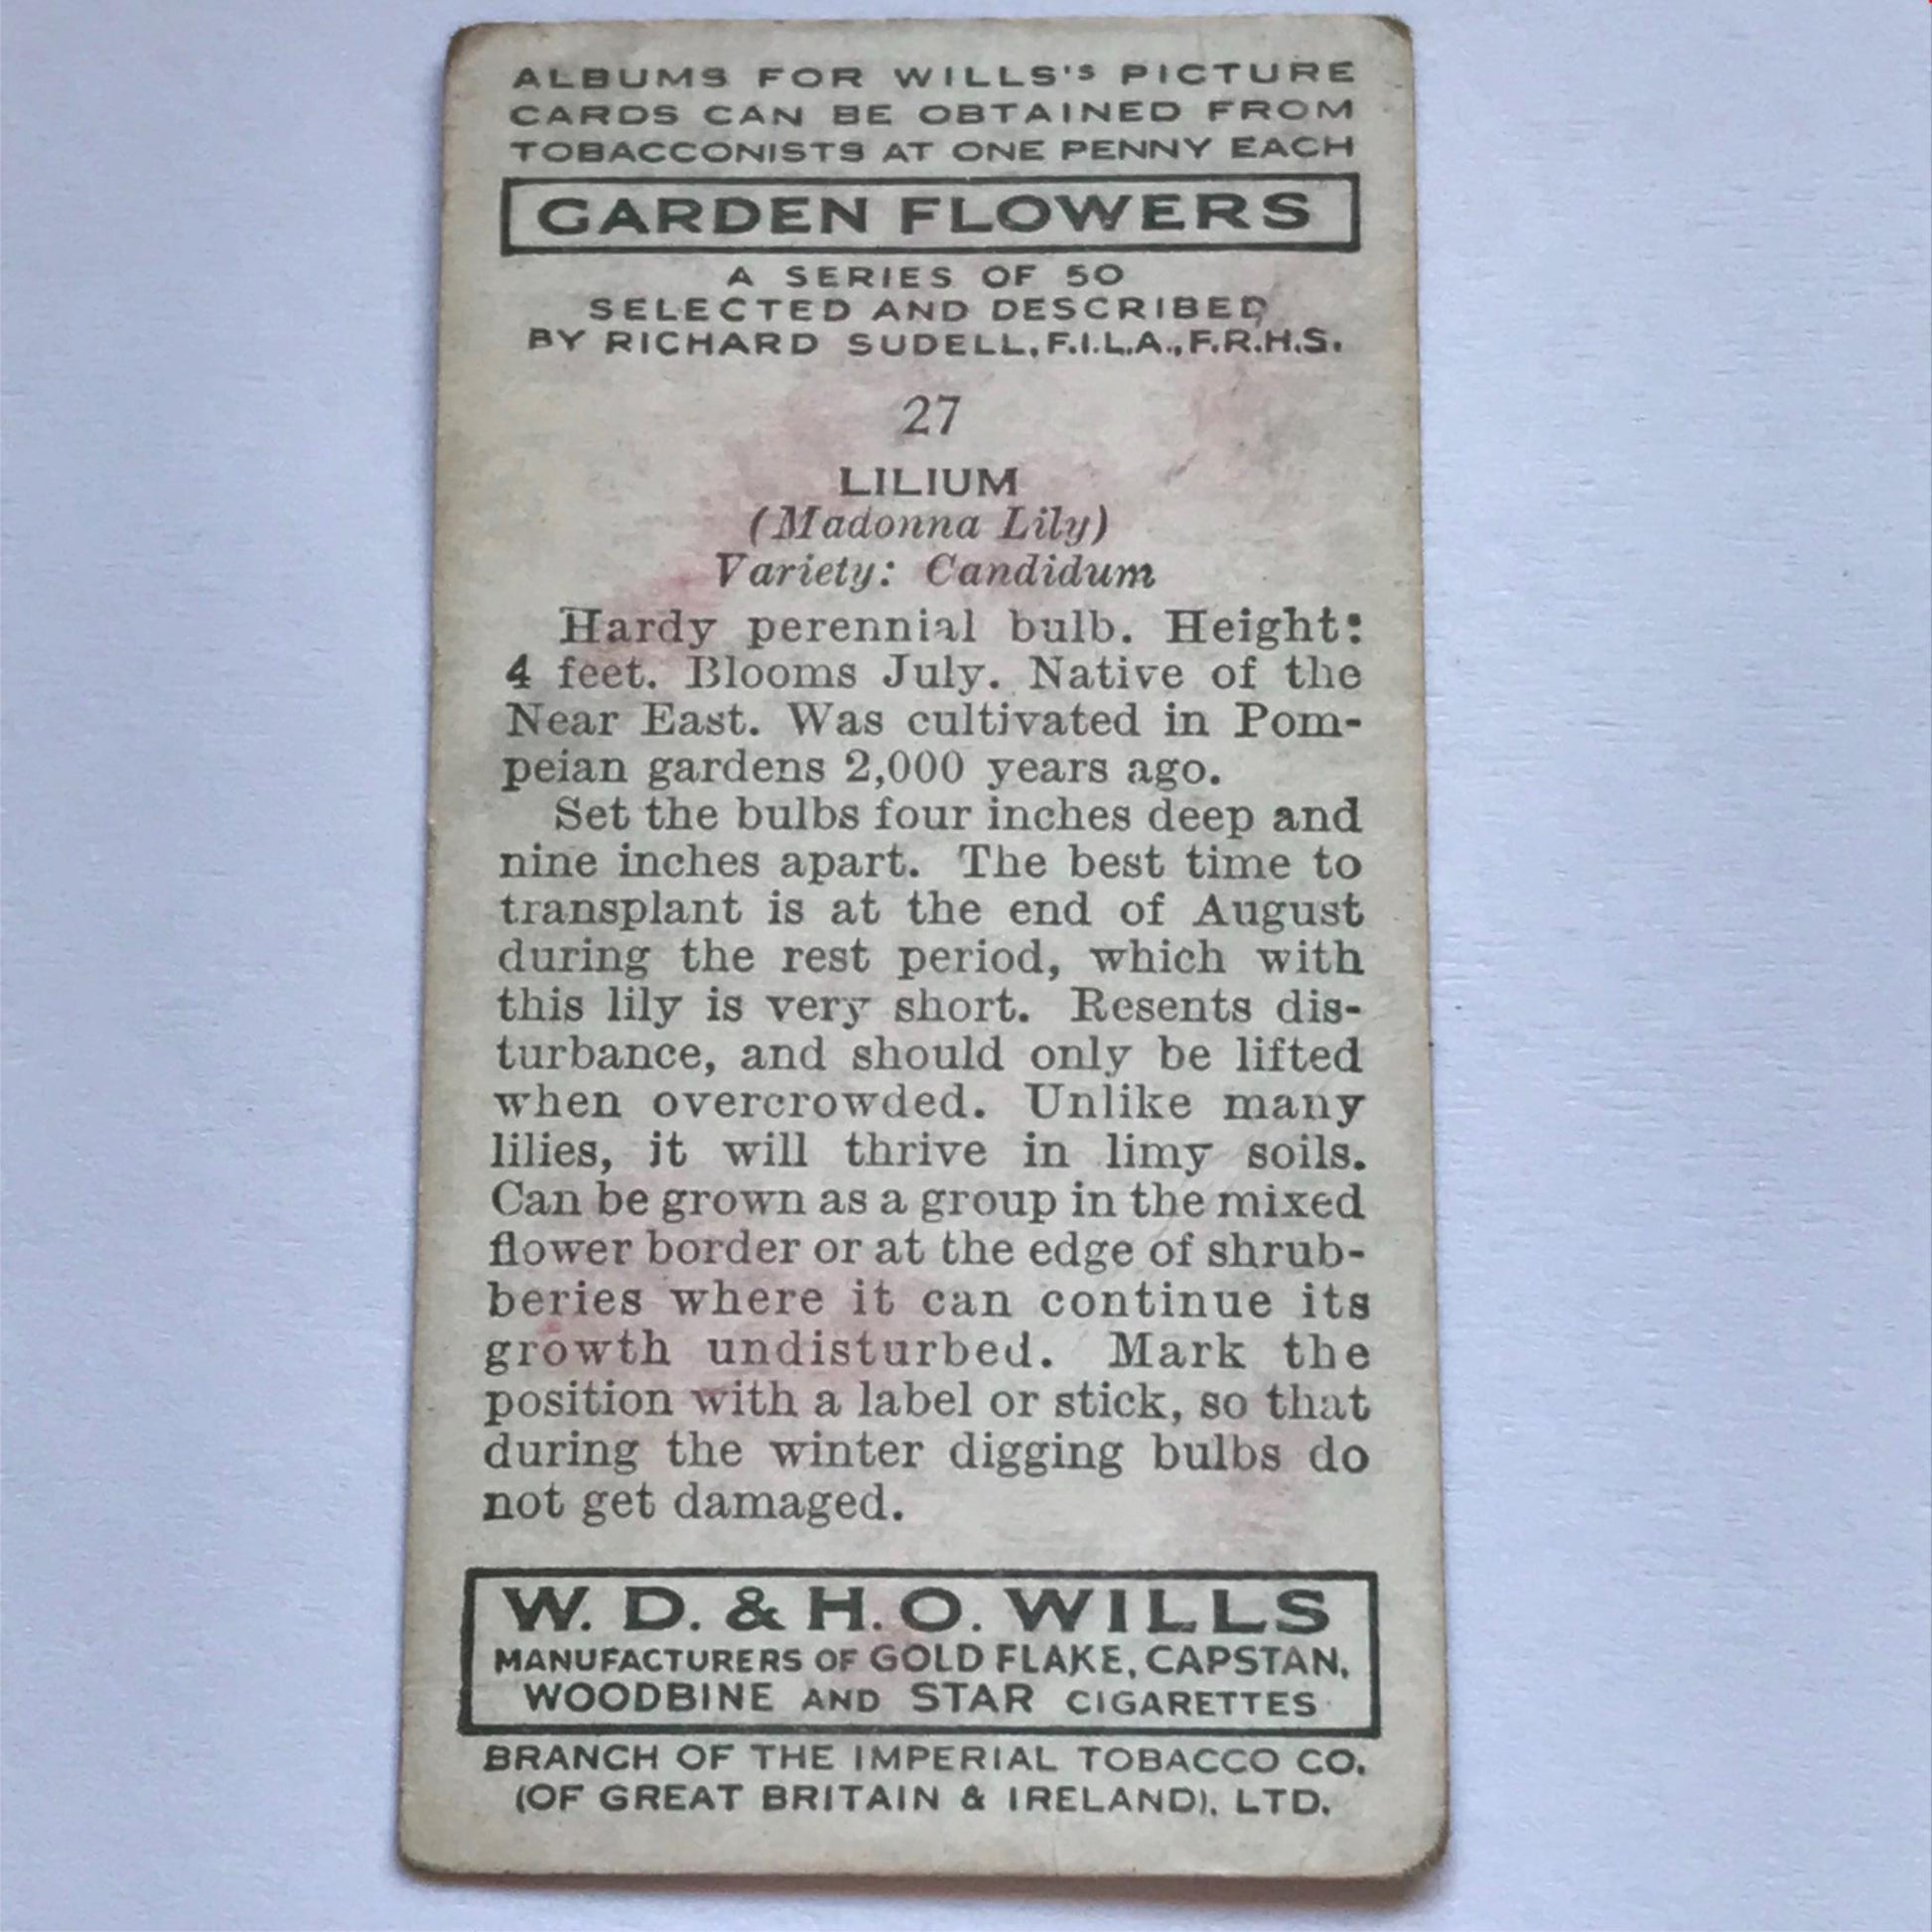 ALBUMS FOR WILLS'S PICTURE
CARDS CAN BE OBTAINED FROM
TOBACCONISTS AT ONE PENNY EACH
GARDEN FLOWERS
A SERIES OF 50
SELECTED AND DESCRIBED
BY RICHARD SUDELL, F.I.L.A., F.R.H.S.
27
LILIUM
(Madonna Lily)
Variety: Candidum
Hardy perennial bulb. Height:
4 feet. Blooms July. Native of the
Near East. Was cultivated in Pom-
peian gardens 2,000 years ago.
Set the bulbs four inches deep and
nine inches apart. The best time to
transplant is at the end of August
during the rest period, which with
this lily is very short. Resents dis-
turbance, and should only be lifted
when overcrowded. Unlike many
lilies, it will thrive in limy soils.
Can be grown as a group in the mixed
flower border or at the edge of shrub-
beries where it can continue its
growth undisturbed. Mark the
position with a label or stick, so that
during the winter digging bulbs do
not get damaged.
W. D. & H. O. WILLS
MANUFACTURERS OF GOLD FLAKE, CAPSTAN,
WOODBINE AND STAR CIGARETTES
BRANCH OF THE IMPERIAL TOBACCO CO.
(OF GREAT BRITAIN & IRELAND), LTD.